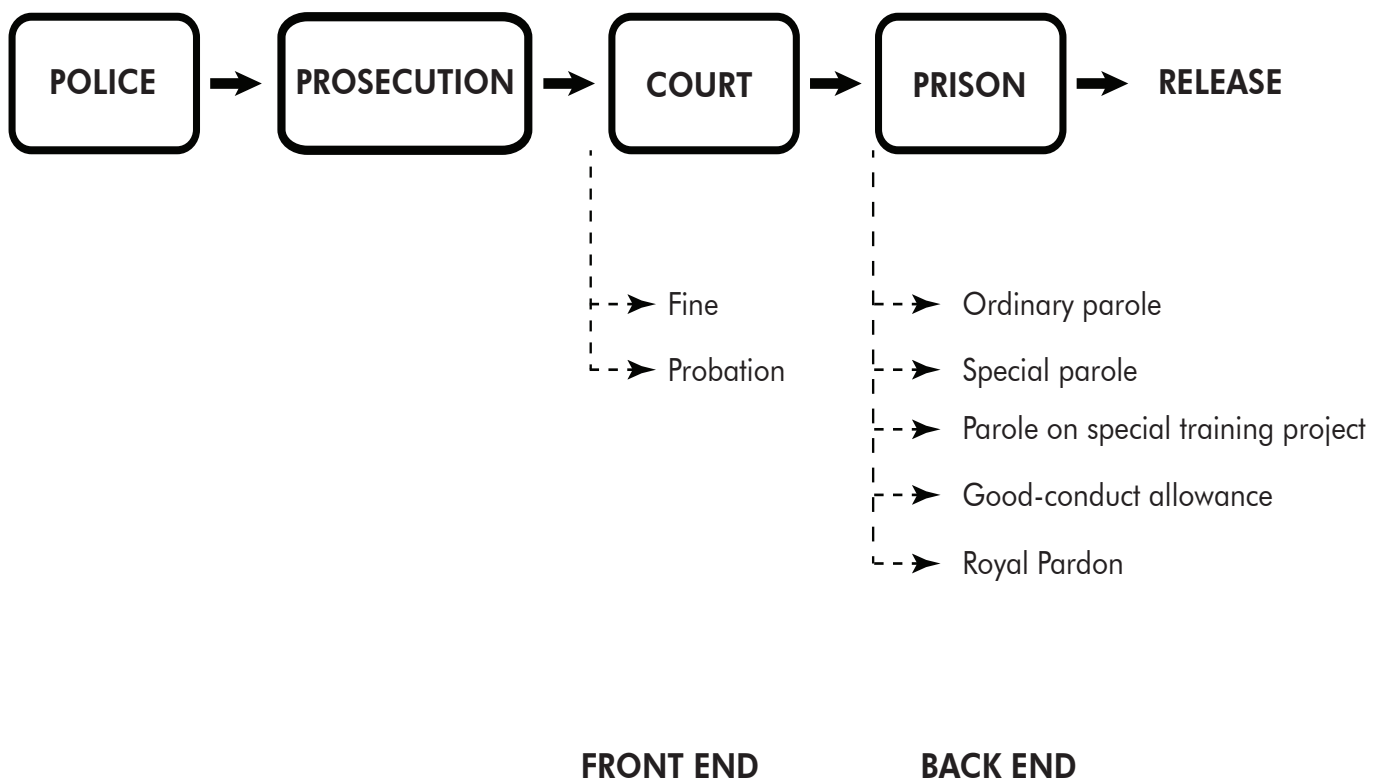 POLICE
PROSECUTION
COURT
PRISON
RELEASE
Fine
Probation
Ordinary parole
Special parole
Parole on special training project
Good-conduct allowance
Royal Pardon
FRONT END
BACK END